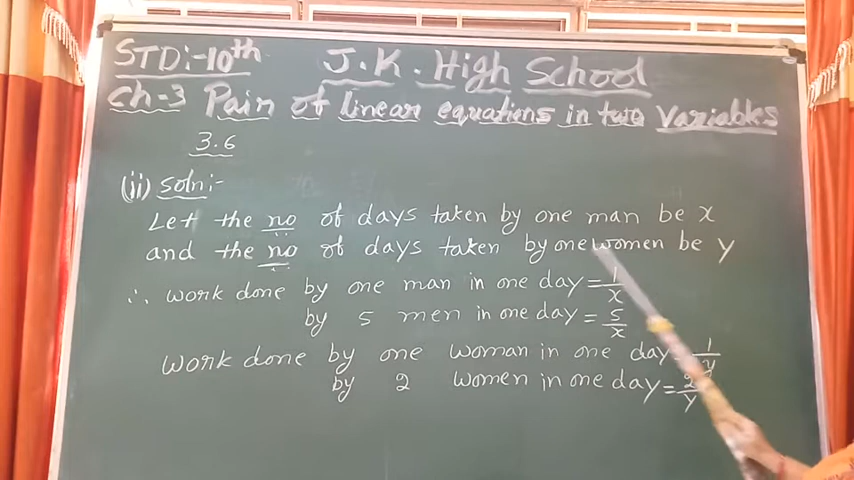 STD:-10th J.K. High School
Ch-3 Pair of linear equations in two Variables
3.6
(ii) soln:-
Let the no of days taken by one man be x
and the no of days taken by one women be y
∴ work done by one man in one day = 1/x
by 5 men in one day = 5/x
work done by one woman in one day = 1/y
by 2 women in one day = 2/y